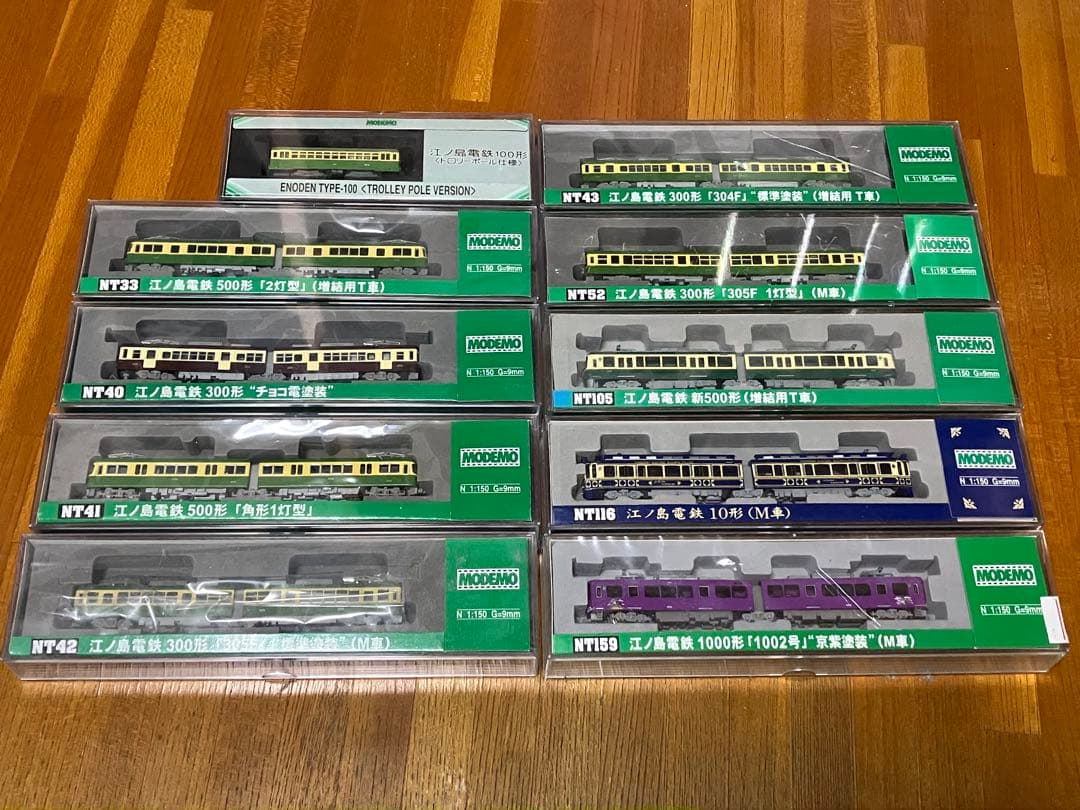 MODEMO
江ノ島電鉄100形
〈トロリーポール仕様〉
ENODEN TYPE-100 <TROLLEY POLE VERSION>
MODEMO
N 1:150 G=9mm
NT33 江ノ島電鉄 500形「2灯型」(増結用T車)
MODEMO
N 1:150 G=9mm
NT40 江ノ島電鉄 300形 “チョコ電塗装”
MODEMO
N 1:150 G=9mm
NT41 江ノ島電鉄 500形「角形1灯型」
MODEMO
N 1:150 G=9mm
NT42 江ノ島電鉄 300形 標準塗装” (M車)
MODEMO
N 1:150 G=9mm
NT43 江ノ島電鉄 300形「304F」“標準塗装” (増結用 T車)
MODEMO
N 1:150 G=9mm
NT52 江ノ島電鉄 300形「305F 1灯型」(M車)
MODEMO
N 1:150 G=9mm
NT105 江ノ島電鉄 新500形 (増結用T車)
MODEMO
N 1:150 G=9mm
NT116 江ノ島電鉄 10形 (M車)
MODEMO
N 1:150 G=9mm
NT159 江ノ島電鉄 1000形「1002号」“京紫塗装” (M車)